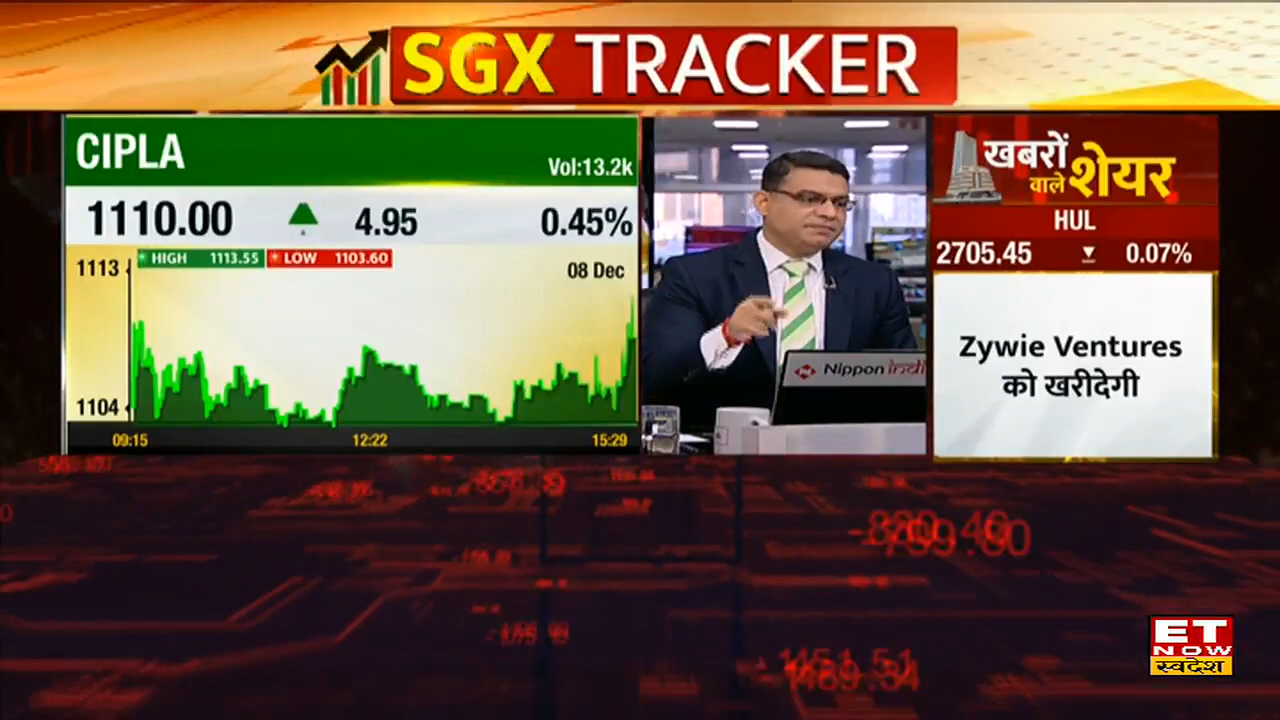 SGX TRACKER
CIPLA
Vol:13.2k
1110.00 4.95 0.45%
HIGH 1113.55 LOW 1103.60
08 Dec
1113
1104
09:15 12:22 15:29
Nippon indi
खबरों
वाले शेयर
HUL
2705.45 0.07%
Zywie Ventures
को खरीदेगी
ET
NOW
स्वदेश